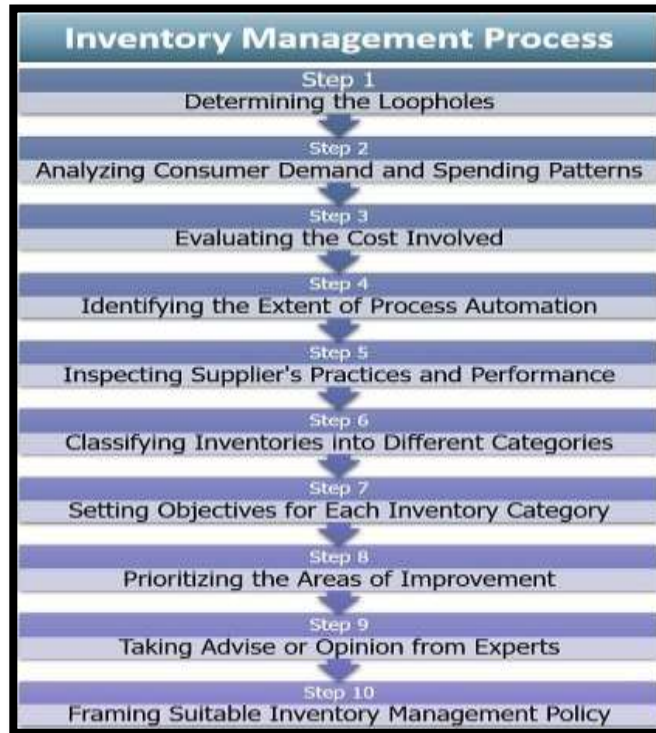 Inventory Management Process
Step 1
Determining the Loopholes
Step 2
Analyzing Consumer Demand and Spending Patterns
Step 3
Evaluating the Cost Involved
Step 4
Identifying the Extent of Process Automation
Step 5
Inspecting Supplier's Practices and Performance
Step 6
Classifying Inventories into Different Categories
Step 7
Setting Objectives for Each Inventory Category
Step 8
Prioritizing the Areas of Improvement
Step 9
Taking Advise or Opinion from Experts
Step 10
Framing Suitable Inventory Management Policy